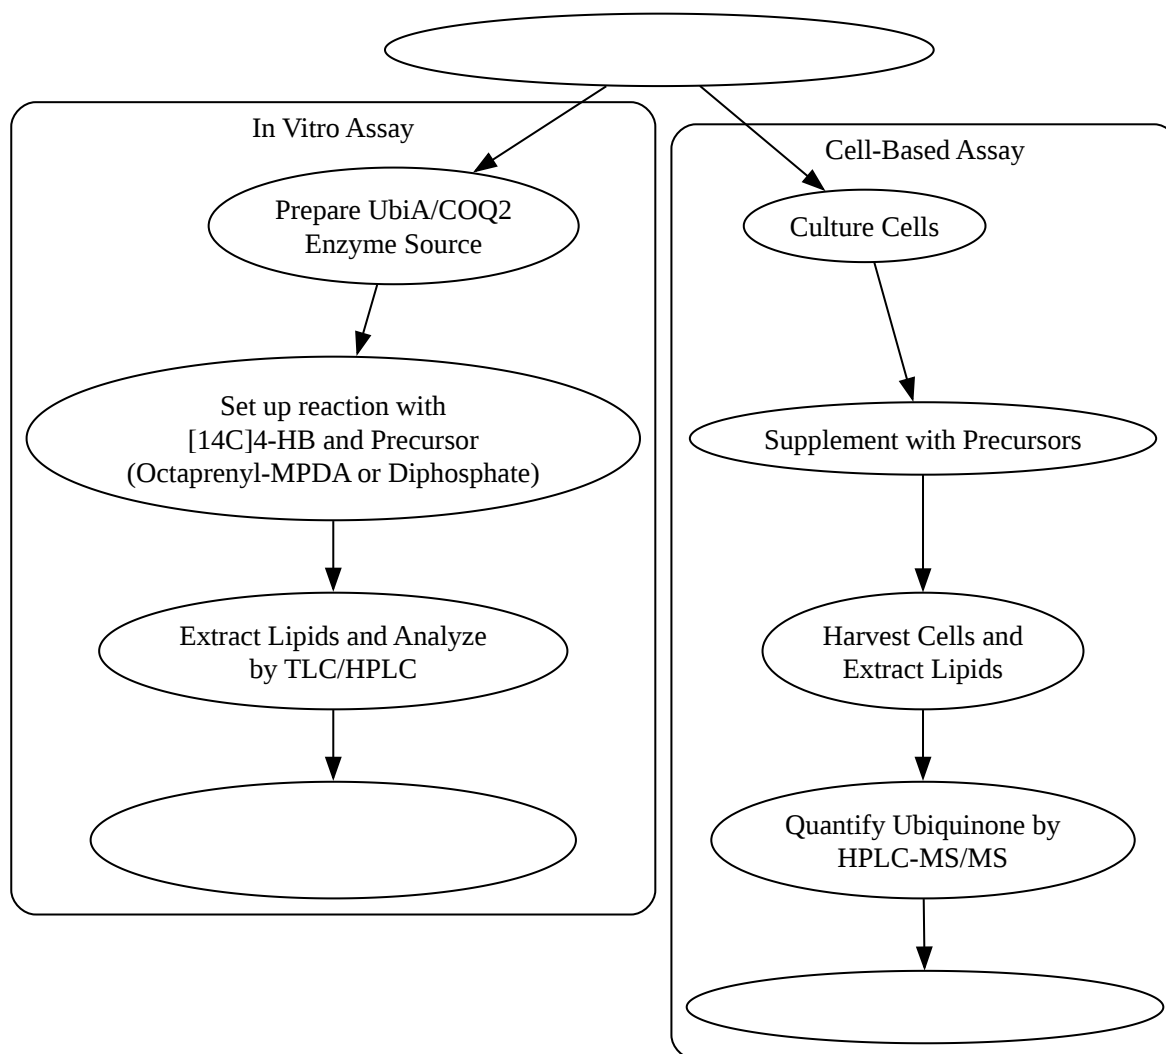 In Vitro Assay
Prepare UbiA/COQ2
Enzyme Source
Set up reaction with
[14C]4-HB and Precursor
(Octaprenyl-MPDA or Diphosphate)
Extract Lipids and Analyze
by TLC/HPLC
Cell-Based Assay
Culture Cells
Supplement with Precursors
Harvest Cells and
Extract Lipids
Quantify Ubiquinone by
HPLC-MS/MS